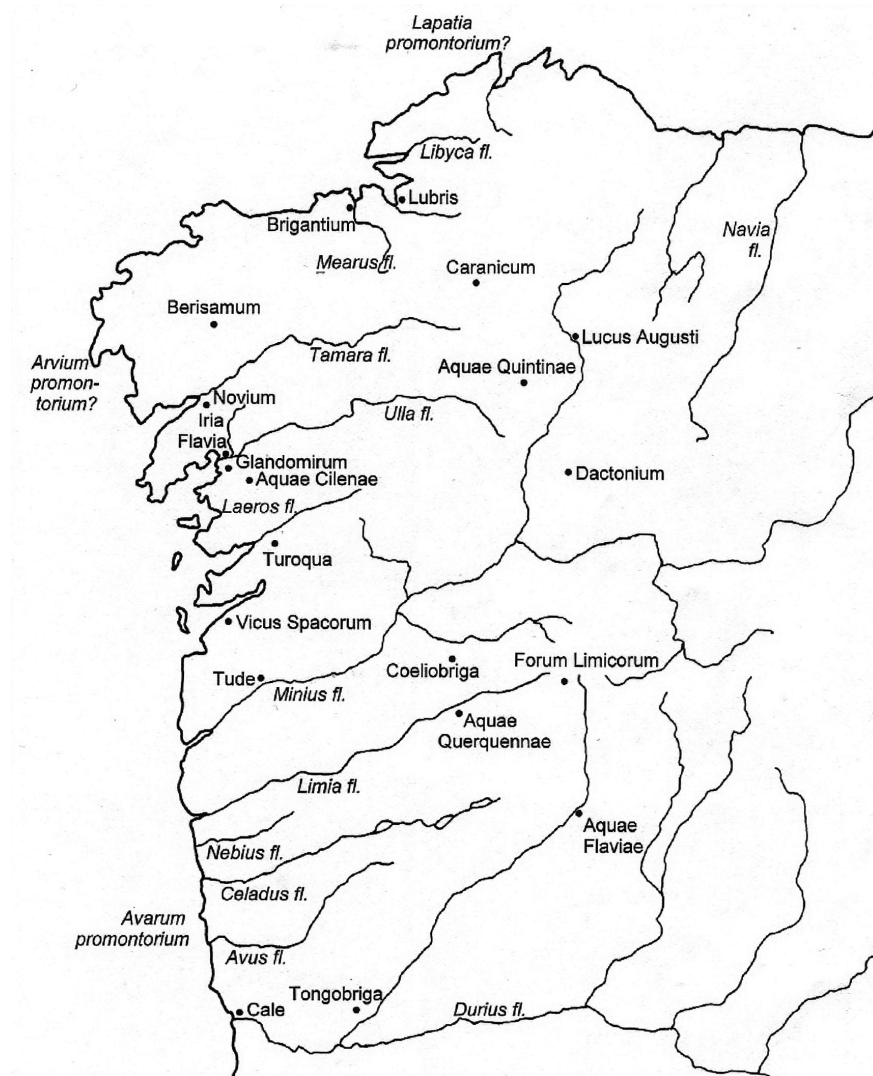 Lapatia
promontorium?
Libyca fl.
Lubris
Brigantium
Navia
fl.
Mearus fl.
Caranicum
Berisamum
Lucus Augusti
Tamara fl.
Arvium
promon-
torium?
Aquae Quintinae
Novium
Iria
Flavia
Ulla fl.
Glandomirum
Aquae Cilenae
Dactonium
Laeros fl.
Turoqua
Vicus Spacorum
Forum Limicorum
Coeliobriga
Tude
Minius fl.
Aquae
Querquennae
Limia fl.
Aquae
Flaviae
Nebius fl.
Celadus fl.
Avarum
promontorium
Avus fl.
Tongobriga
Cale
Durius fl.